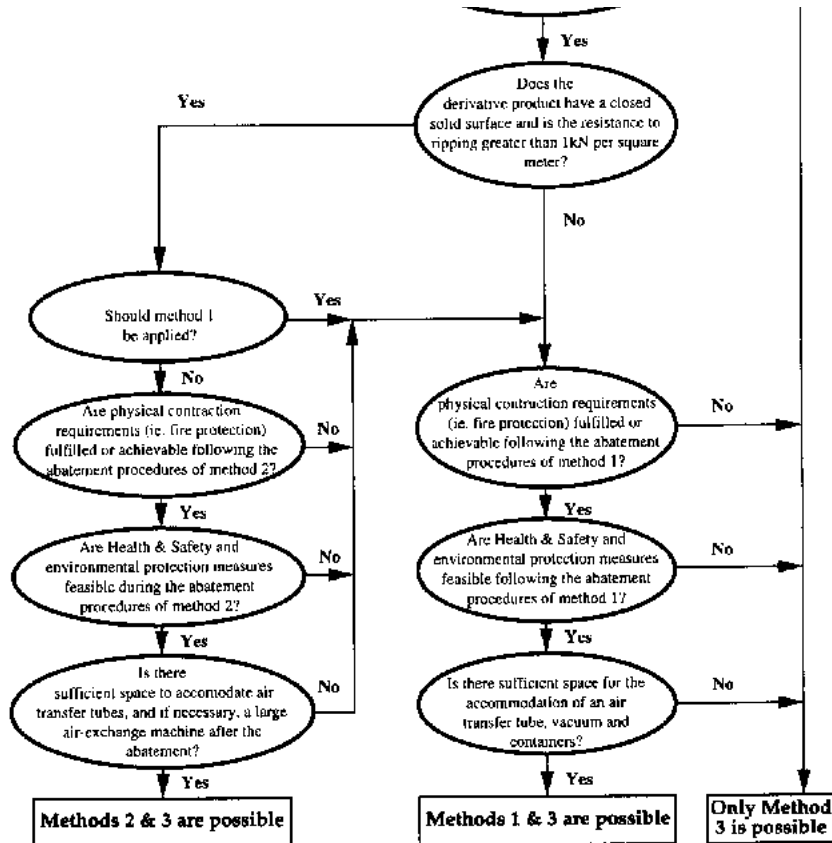 Yes
Does the
derivative product have a closed
solid surface and is the resistance to
ripping greater than 1kN per square
meter?
Yes
No
Should method 1
be applied?
Yes
No
Are physical contraction
requirements (ie. fire protection)
fulfilled or achievable following the
abatement procedures of method 2?
No
Yes
Are Health & Safety and
environmental protection measures
feasible during the abatement
procedures of method 2?
No
Yes
Is there
sufficient space to accomodate air
transfer tubes, and if necessary, a large
air-exchange machine after the
abatement?
No
Yes
Methods 2 & 3 are possible
Are
physical contruction requirements
(ie. fire protection) fulfilled or
achievable following the abatement
procedures of method 1?
No
Yes
Are Health & Safety and
environmental protection measures
feasible following the abatement
procedures of method 1?
No
Yes
Is there sufficient space for the
accommodation of an air
transfer tube, vacuum and
containers?
No
Yes
Methods 1 & 3 are possible
Only Method
3 is possible